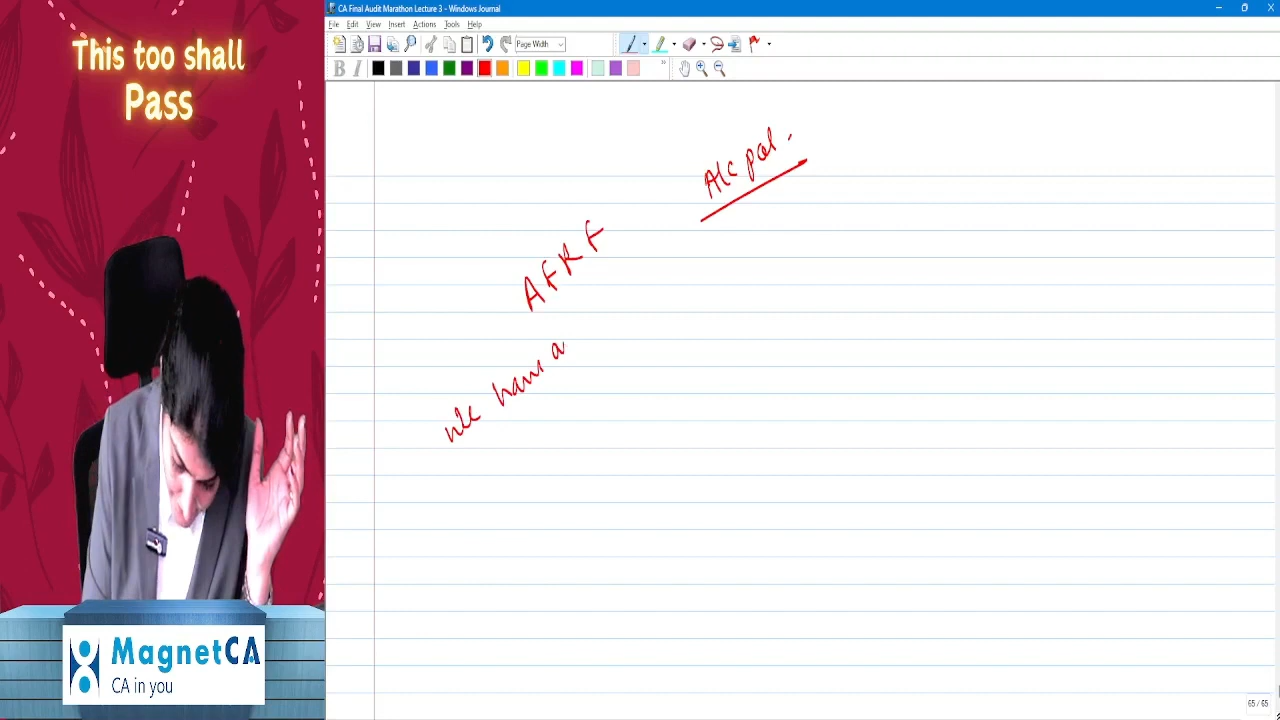 This too shall
Pass
CA Final Audit Marathon Lecture 3 - Windows Journal
File Edit View Insert Actions Tools Help
Page Width
B I
A/c pol.
AFRF
We have a
MagnetCA
CA in you
65 / 65